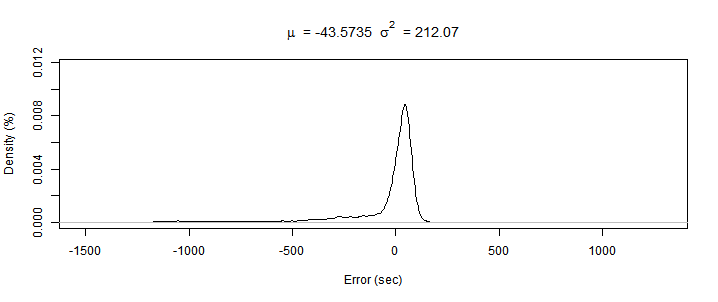 μ = -43.5735 σ² = 212.07
Density (%)
0.012
0.008
0.004
0.000
-1500 -1000 -500 0 500 1000
Error (sec)